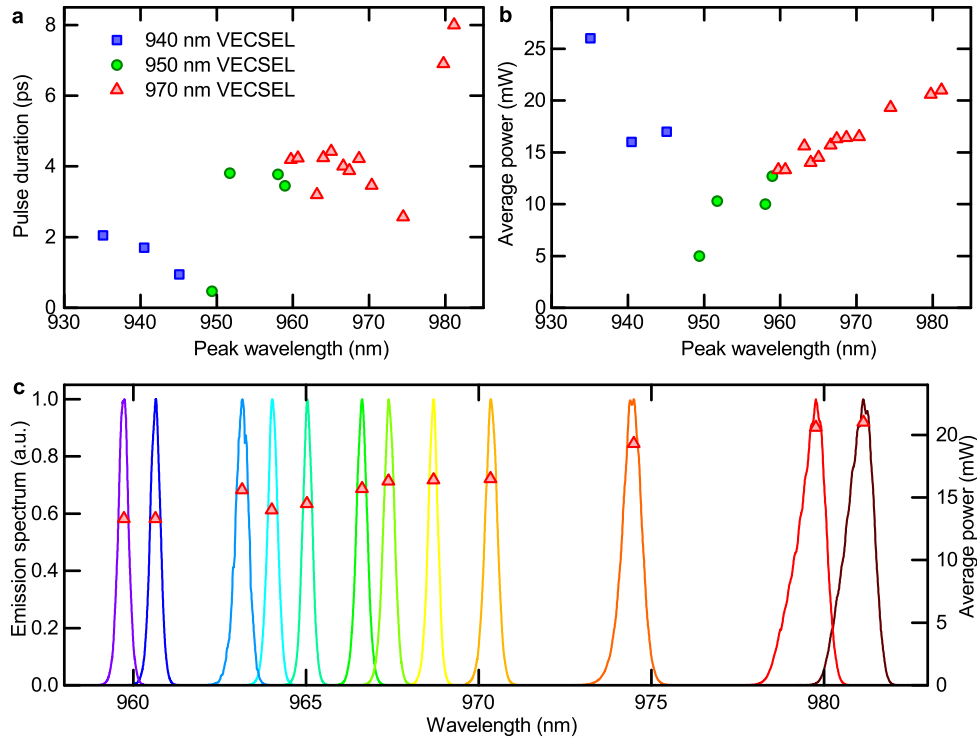 a
8
6
4
2
0
Pulse duration (ps)
940 nm VECSEL
950 nm VECSEL
970 nm VECSEL
930 940 950 960 970 980
Peak wavelength (nm)
b
25
20
15
10
5
0
Average power (mW)
930 940 950 960 970 980
Peak wavelength (nm)
c
1.0
0.8
0.6
0.4
0.2
0.0
Emission spectrum (a.u.)
20
15
10
5
0
Average power (mW)
960 965 970 975 980
Wavelength (nm)